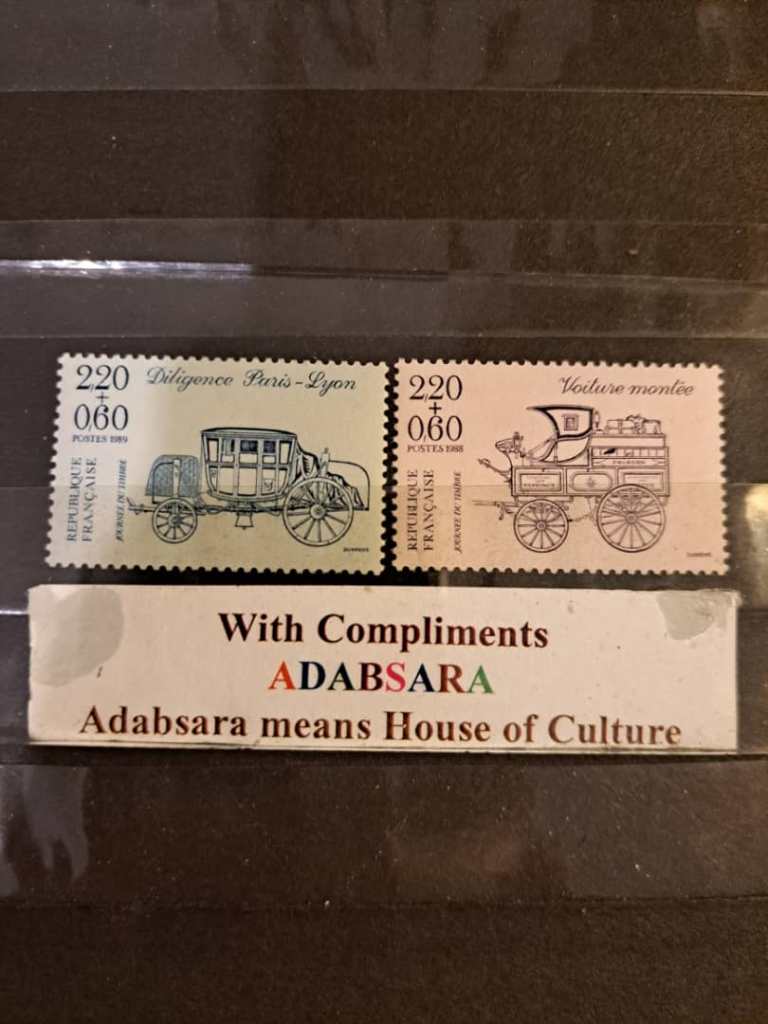 2,20
+
0,60
POSTES 1989
Diligence Paris-Lyon
REPUBLIQUE
FRANÇAISE
JOURNÉE DU TIMBRE
2,20
+
0,60
POSTES 1988
Voiture montée
REPUBLIQUE
FRANÇAISE
JOURNÉE DU TIMBRE
With Compliments
ADABSARA
Adabsara means House of Culture